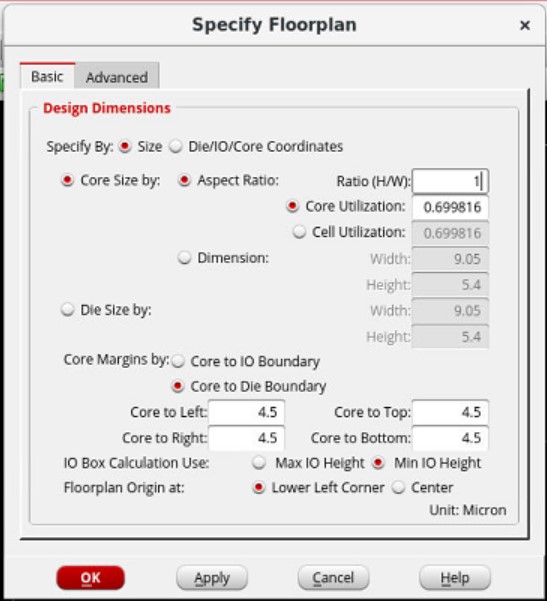 Specify Floorplan ×
Basic Advanced
Design Dimensions
Specify By: Size Die/IO/Core Coordinates
Core Size by: Aspect Ratio: Ratio (H/W): 1
Core Utilization: 0.699816
Cell Utilization: 0.699816
Dimension: Width: 9.05
Height: 5.4
Die Size by: Width: 9.05
Height: 5.4
Core Margins by: Core to IO Boundary
Core to Die Boundary
Core to Left: 4.5 Core to Top: 4.5
Core to Right: 4.5 Core to Bottom: 4.5
IO Box Calculation Use: Max IO Height Min IO Height
Floorplan Origin at: Lower Left Corner Center
Unit: Micron
OK Apply Cancel Help